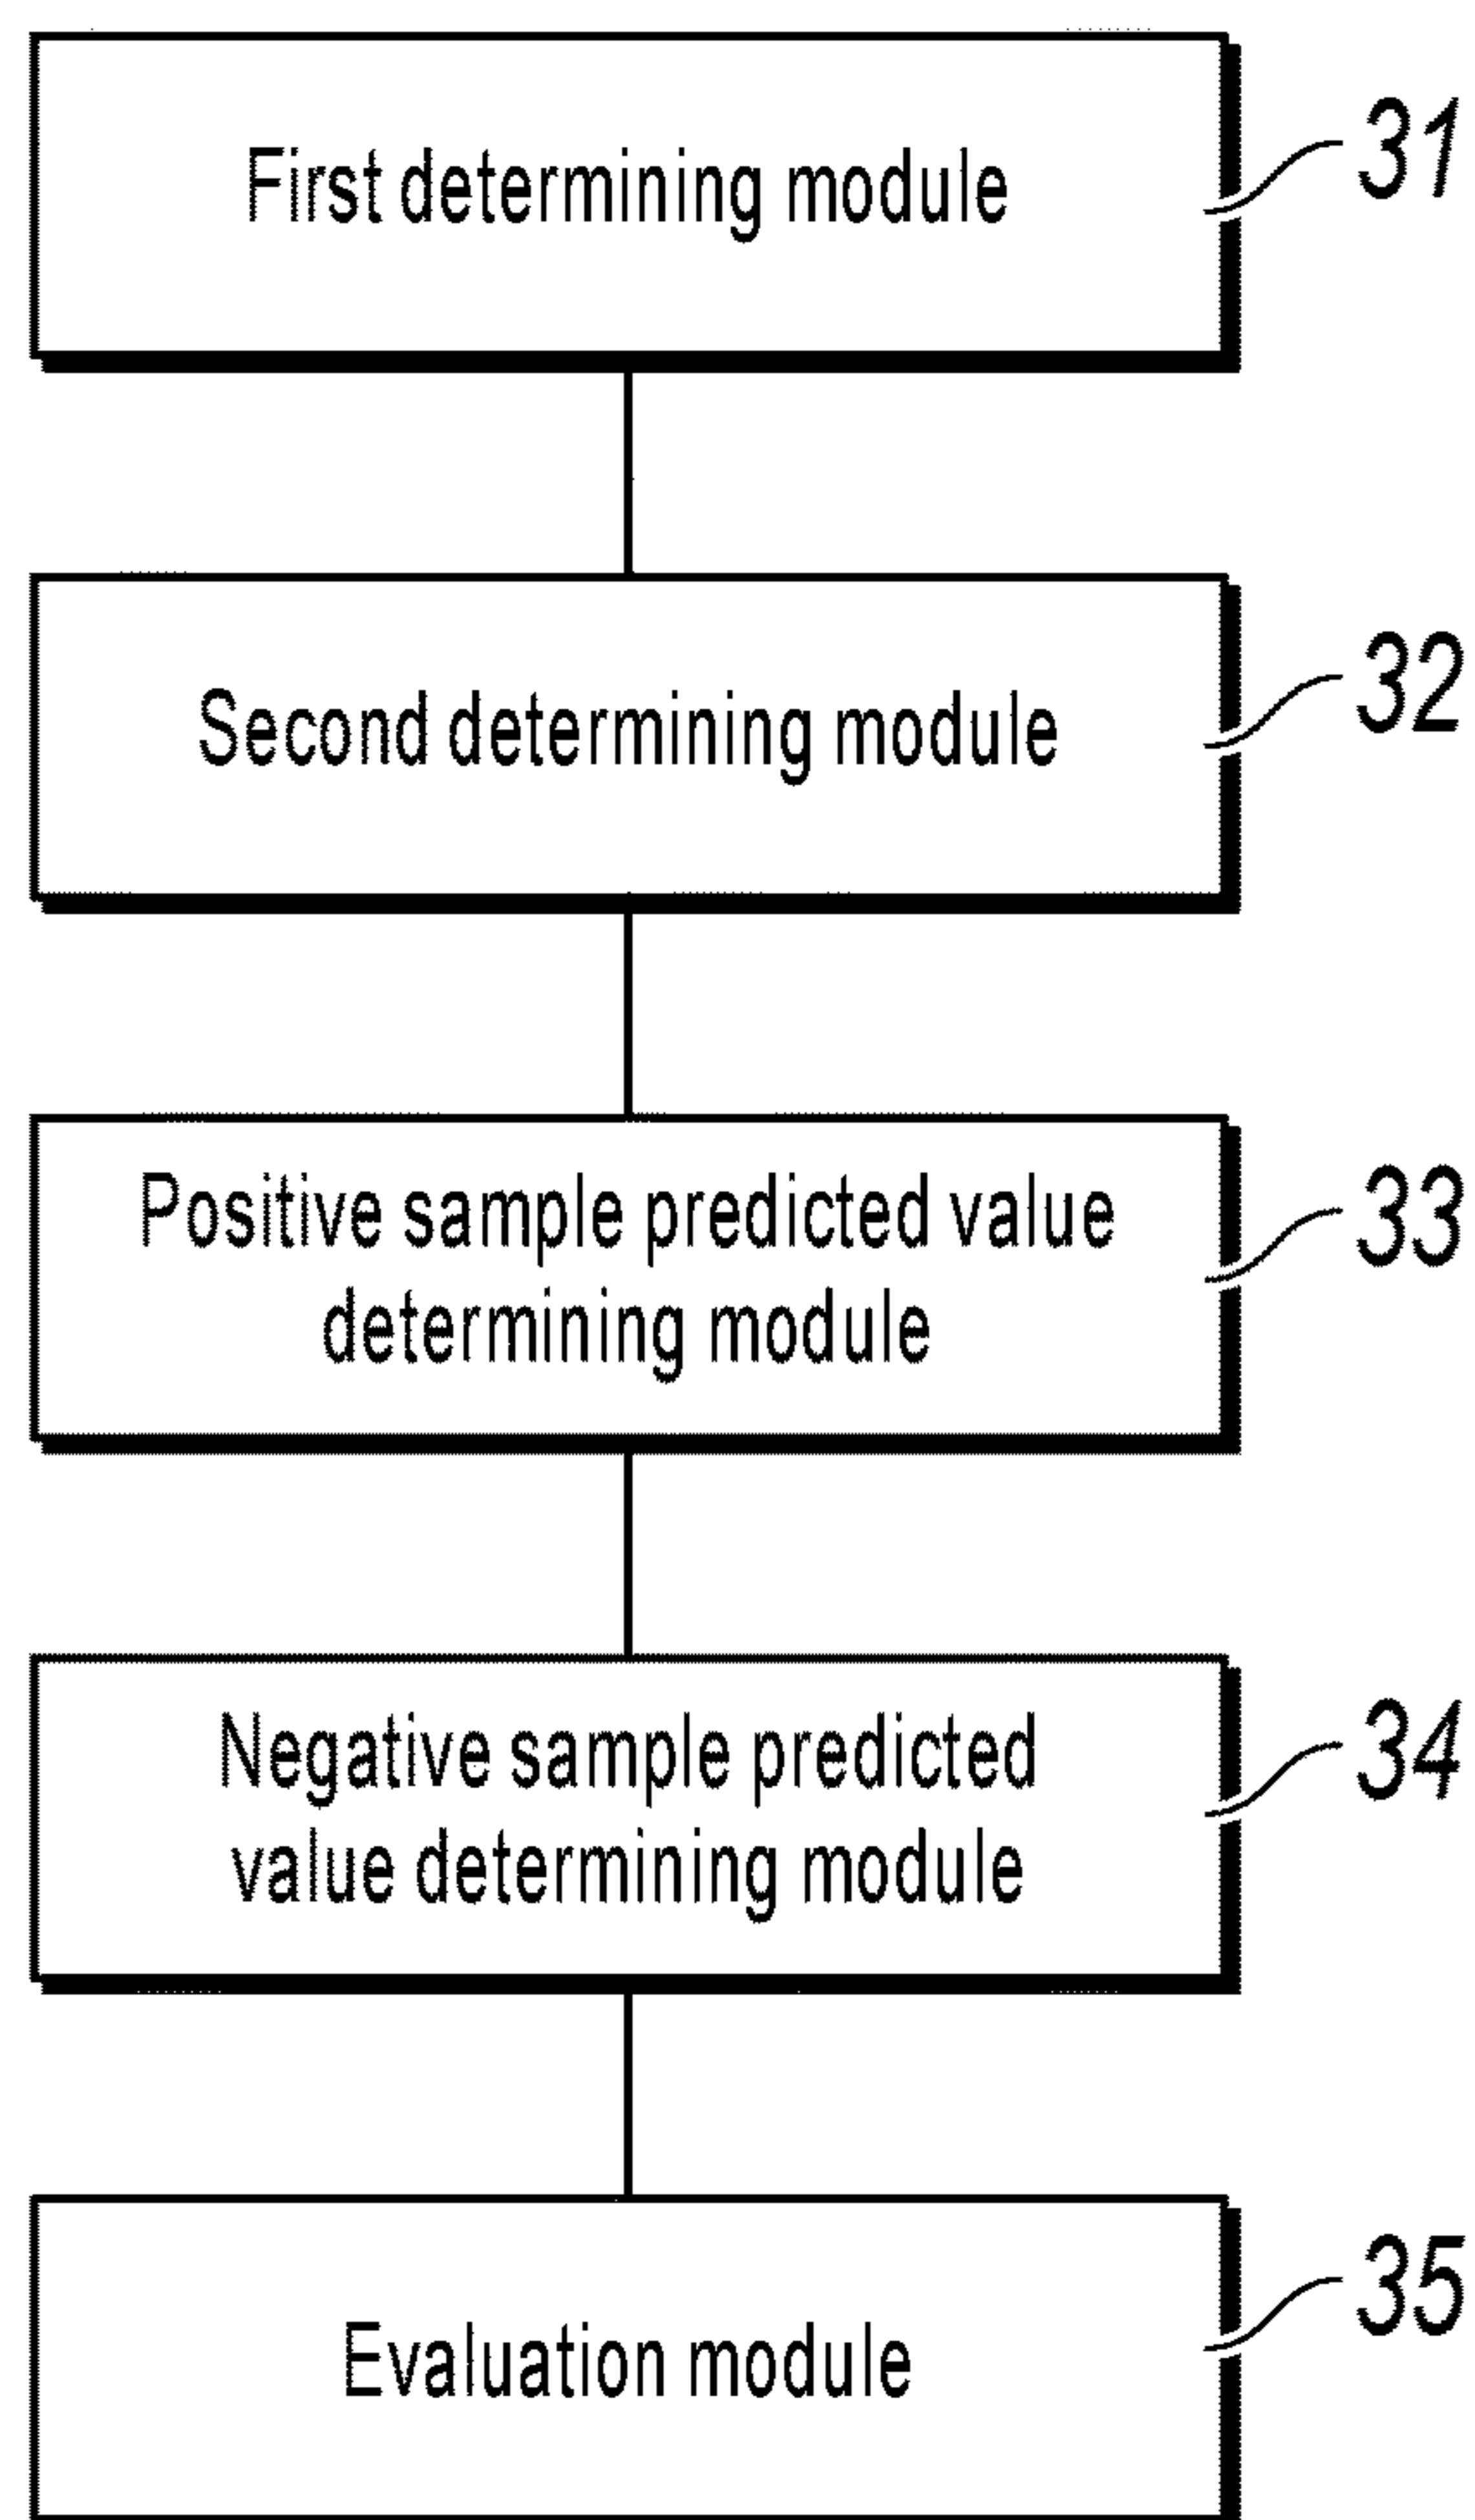 First determining module
31
Second determining module
32
Positive sample predicted value
determining module
33
Negative sample predicted
value determining module
34
Evaluation module
35